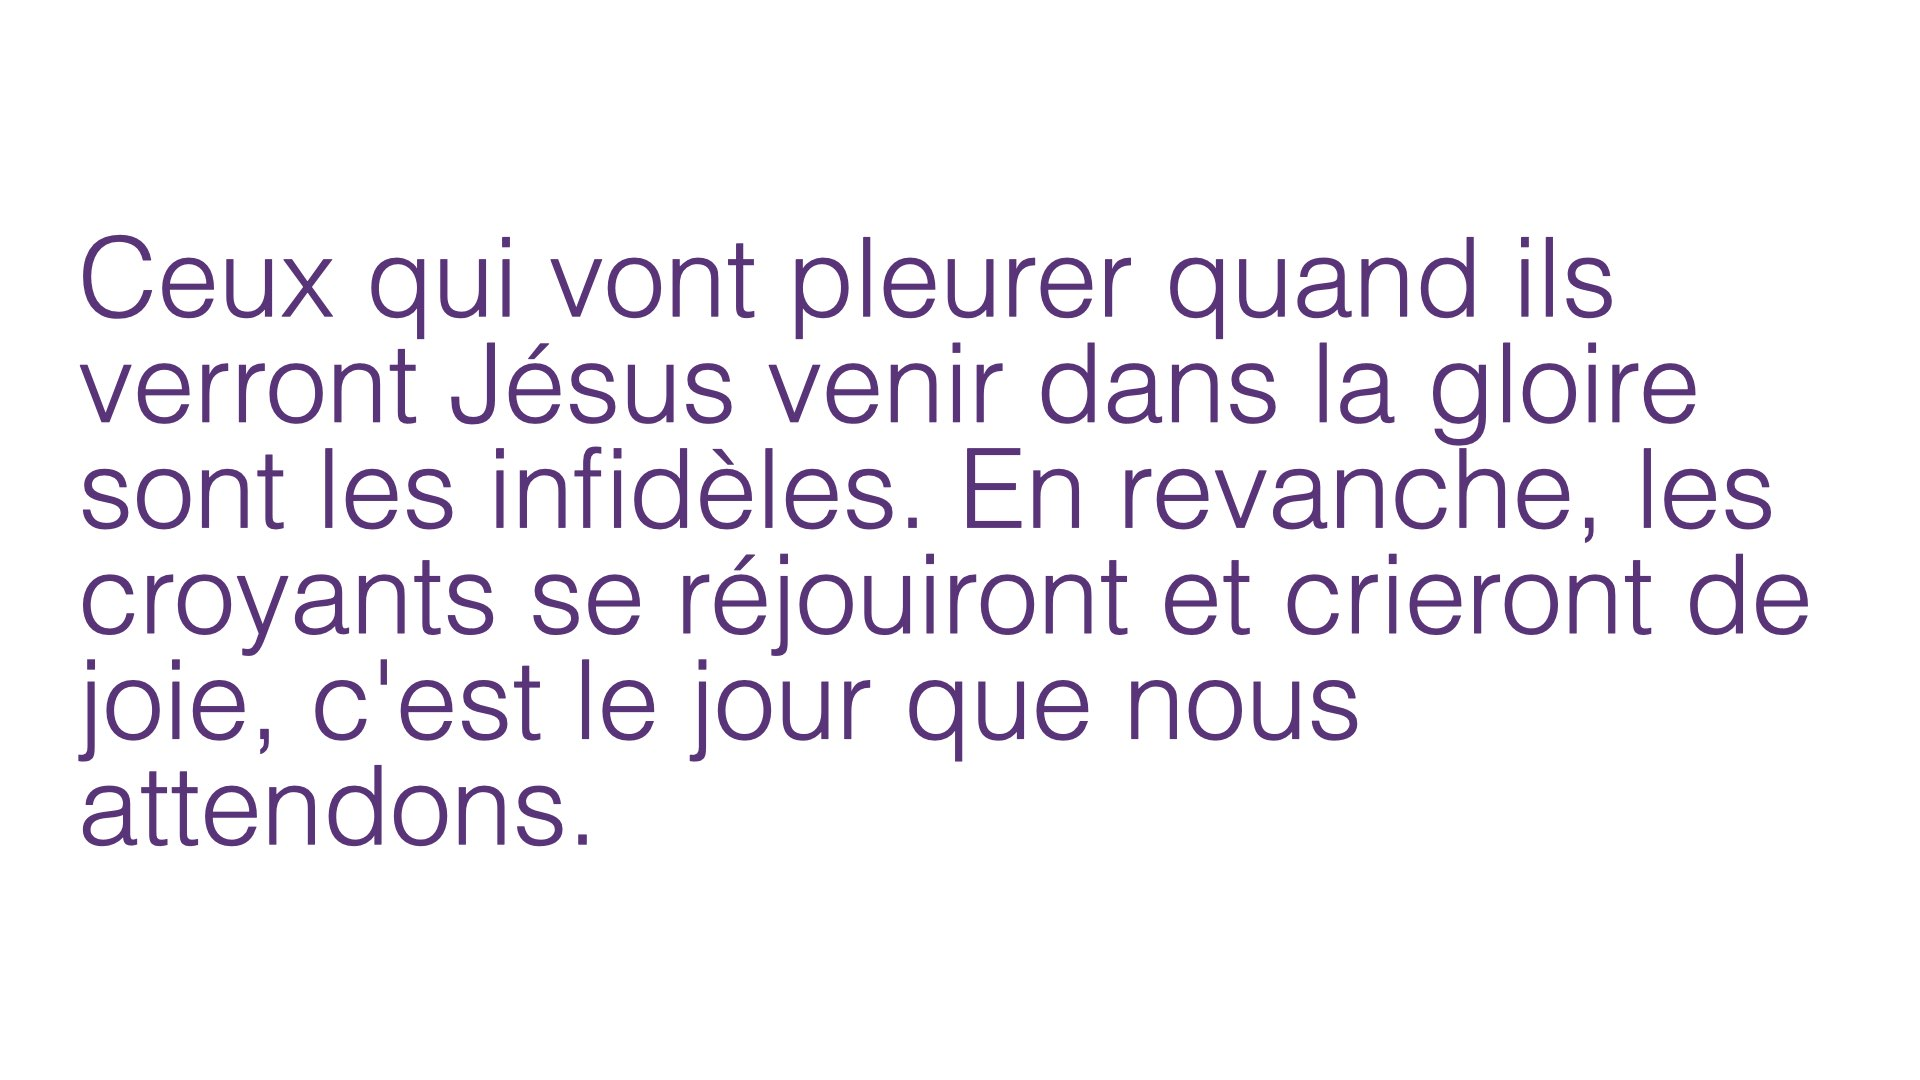 Ceux qui vont pleurer quand ils
verront Jésus venir dans la gloire
sont les infidèles. En revanche, les
croyants se réjouiront et crieront de
joie, c'est le jour que nous
attendons.